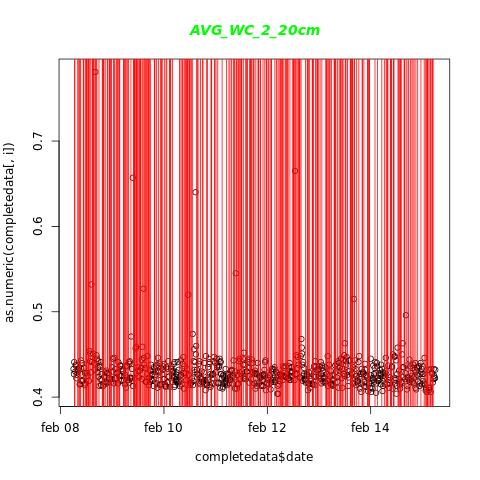 AVG_WC_2_20cm
as.numeric(completedata[, i])
0.7
0.6
0.5
0.4
feb 08 feb 10 feb 12 feb 14
completedata$date